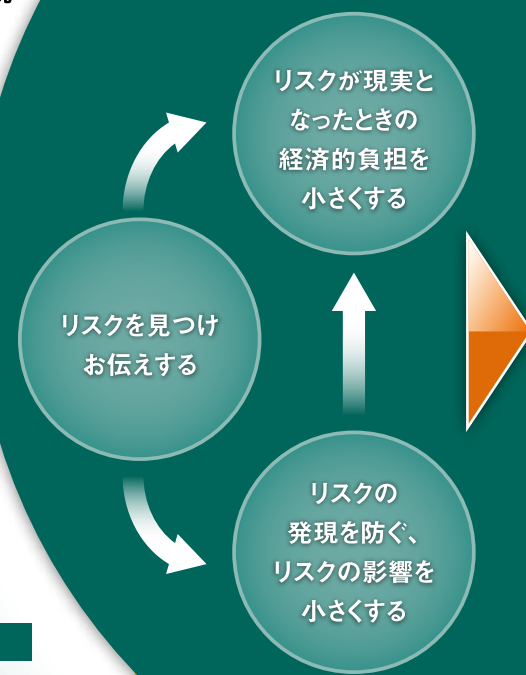 リスクが現実と
なったときの
経済的負担を
小さくする
リスクを見つけ
お伝えする
リスクの
発現を防ぐ、
リスクの影響を
小さくする